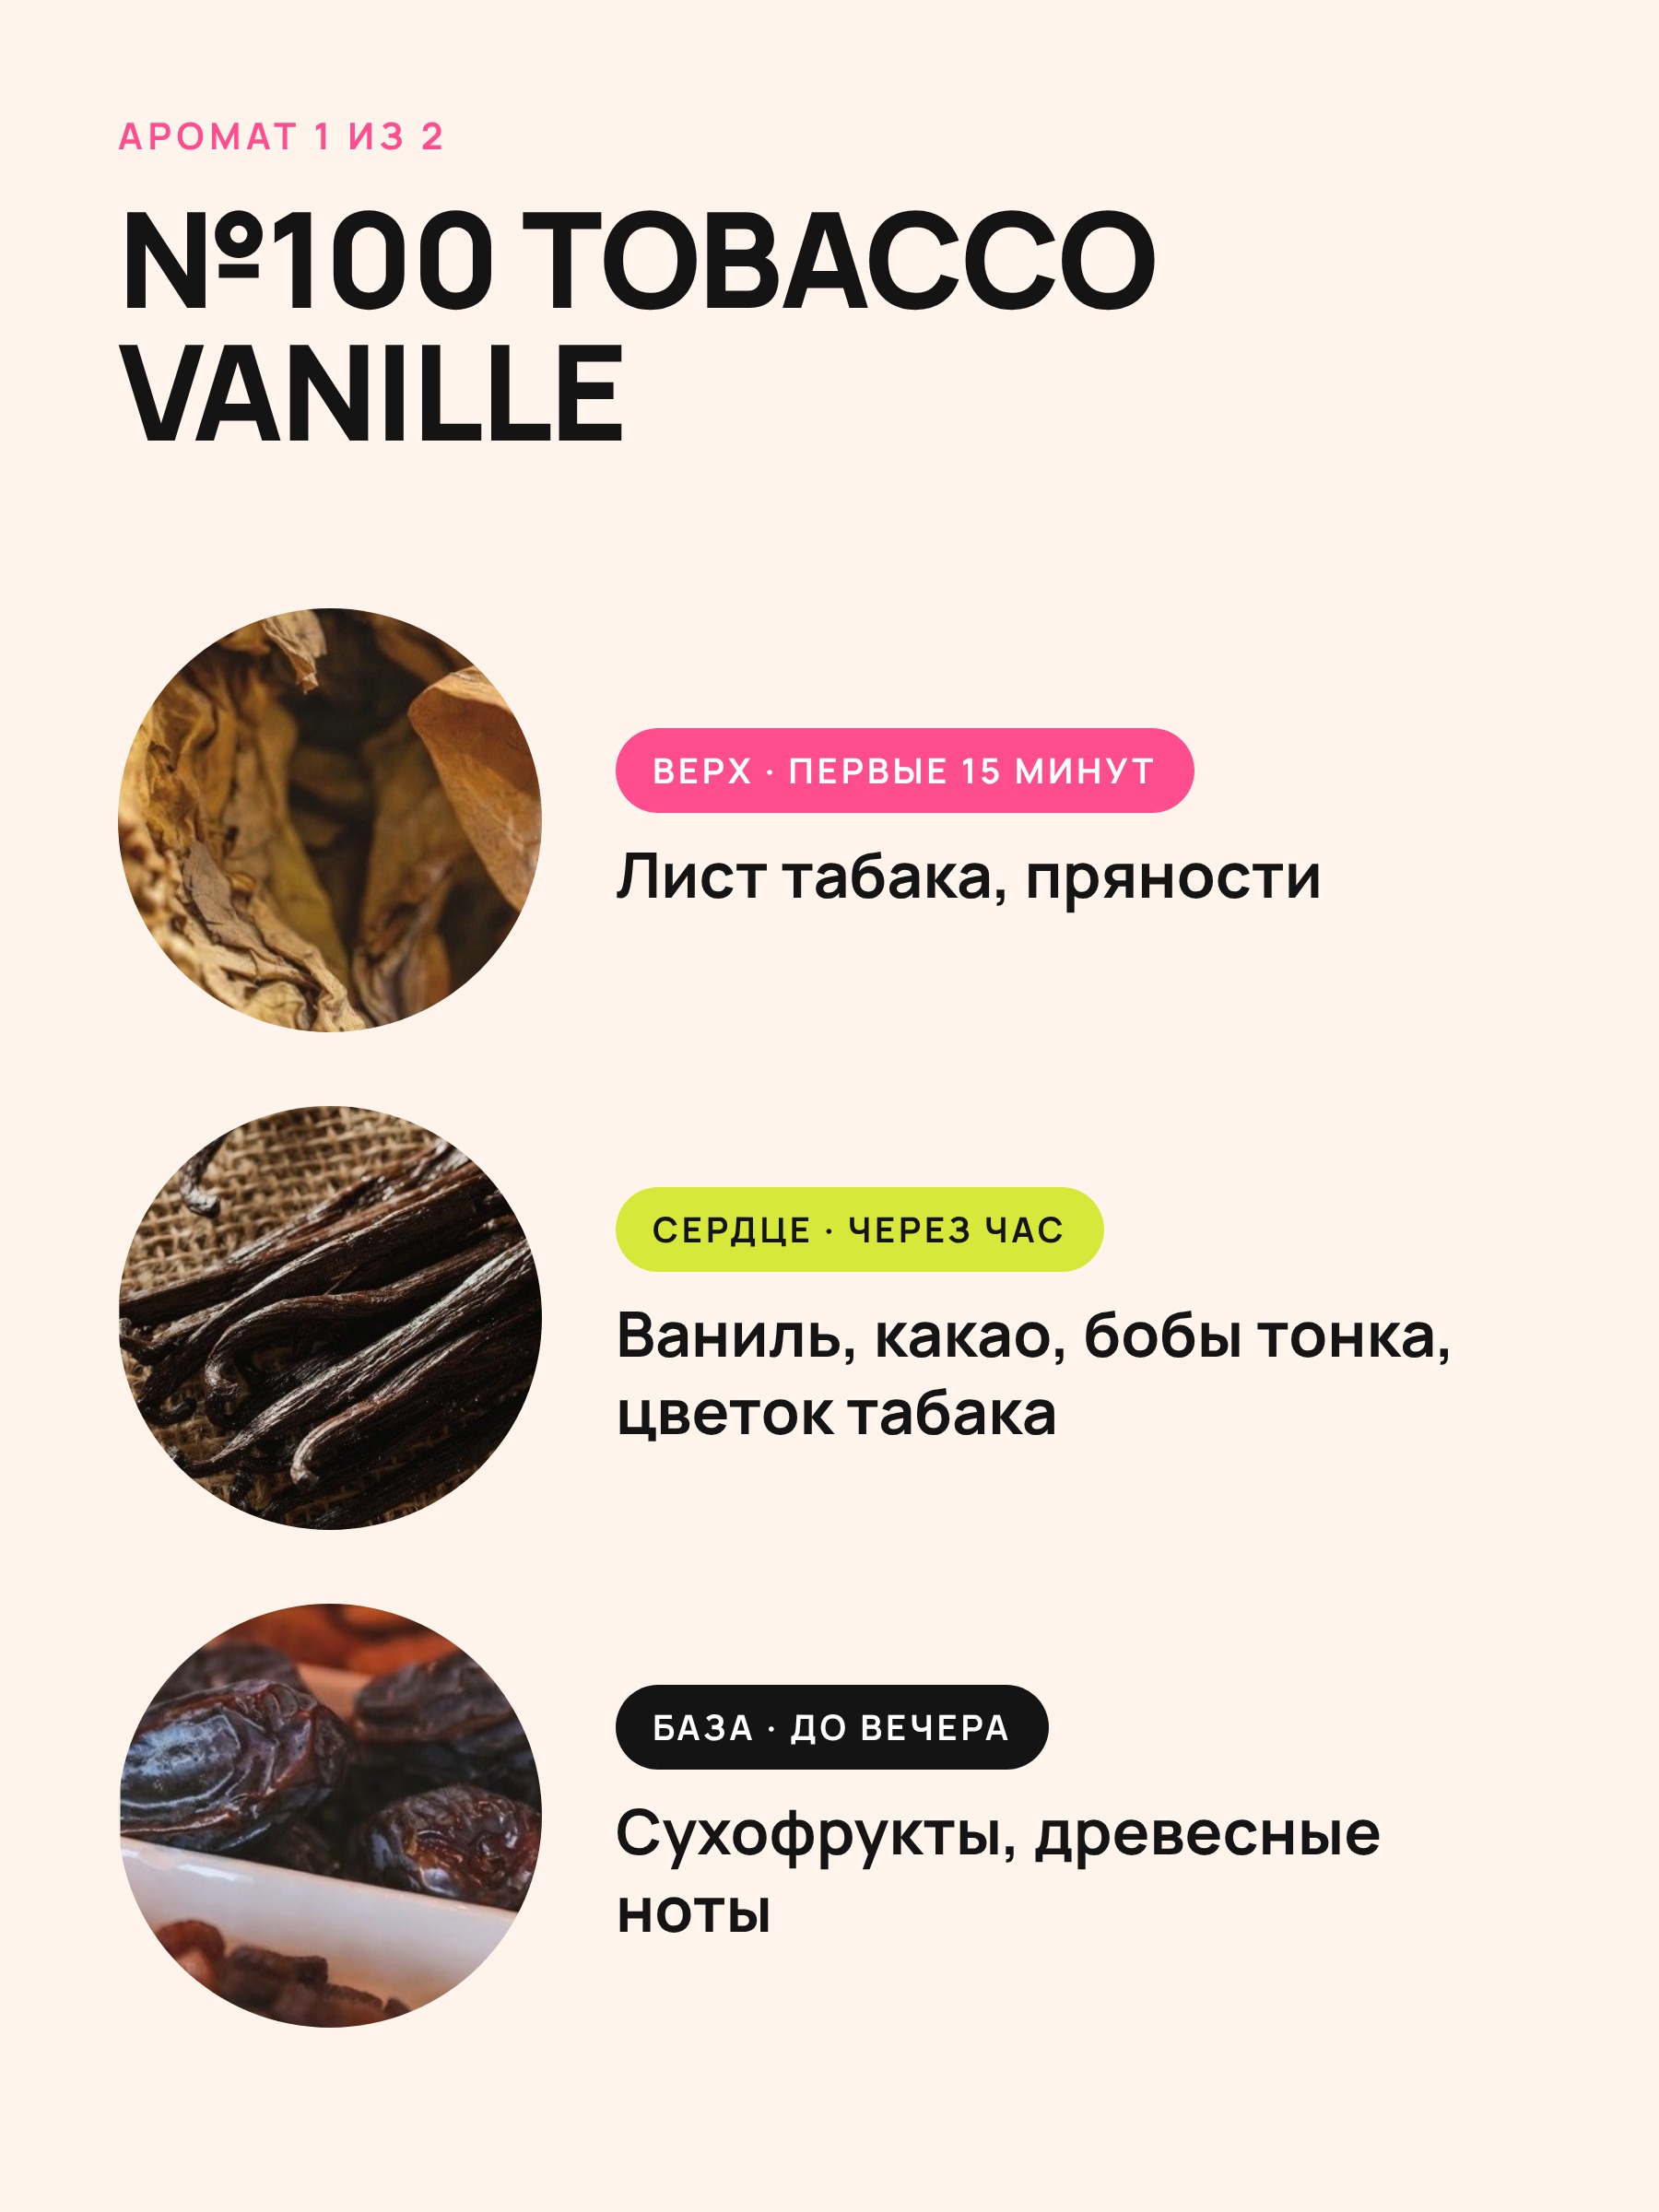 АРОМАТ 1 ИЗ 2
№100 TOBACCO
VANILLE
ВЕРХ · ПЕРВЫЕ 15 МИНУТ
Лист табака, пряности
СЕРДЦЕ · ЧЕРЕЗ ЧАС
Ваниль, какао, бобы тонка,
цветок табака
БАЗА · ДО ВЕЧЕРА
Сухофрукты, древесные
ноты